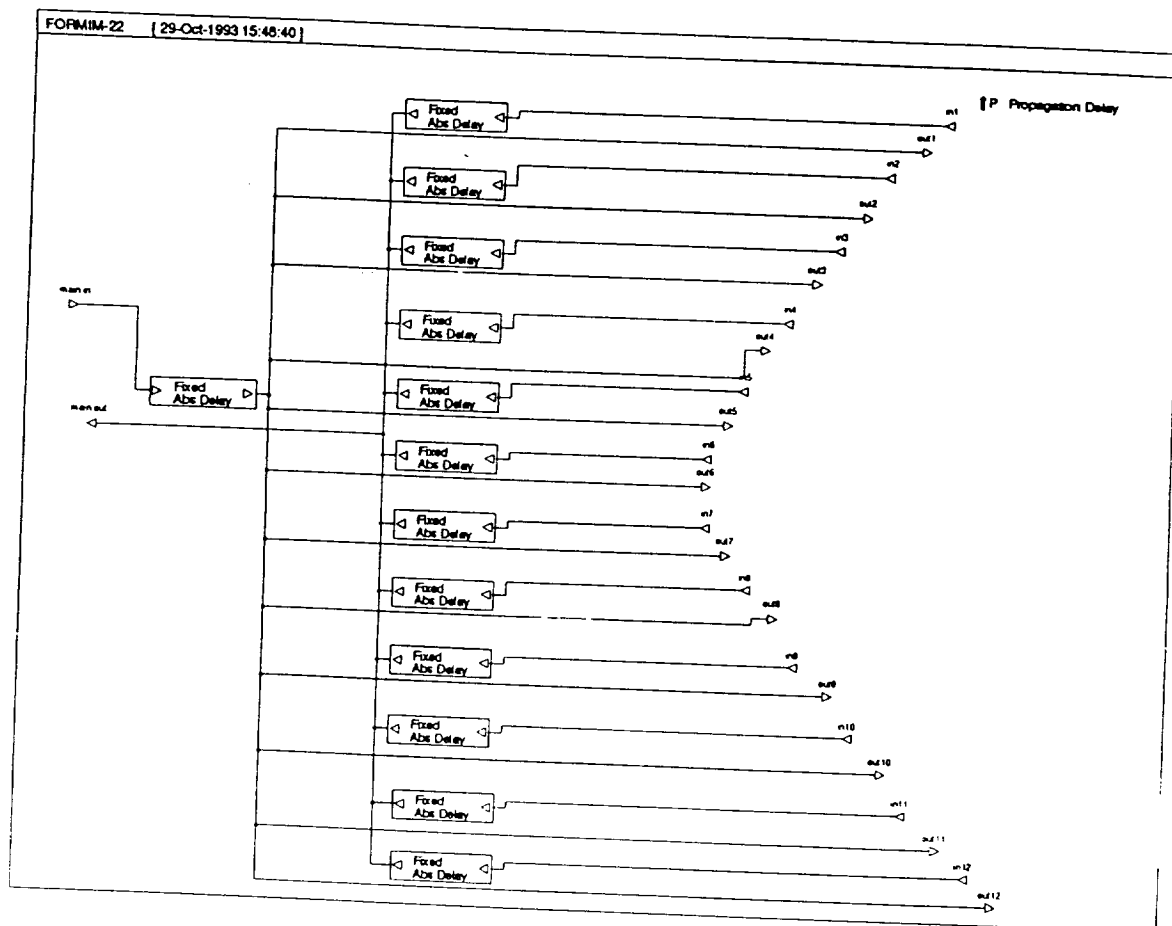 FORMIM-22 [ 29-Oct-1993 15:48:40 ]
P Propagation Delay
Fixed
Abs Delay
in1
out1
Fixed
Abs Delay
in2
out2
Fixed
Abs Delay
in3
out3
main in
Fixed
Abs Delay
in4
out4
Fixed
Abs Delay
Fixed
Abs Delay
main out
out5
Fixed
Abs Delay
in6
out6
Fixed
Abs Delay
in7
out7
Fixed
Abs Delay
in8
out8
Fixed
Abs Delay
in9
out9
Fixed
Abs Delay
in10
out10
Fixed
Abs Delay
in11
out11
Fixed
Abs Delay
in12
out12